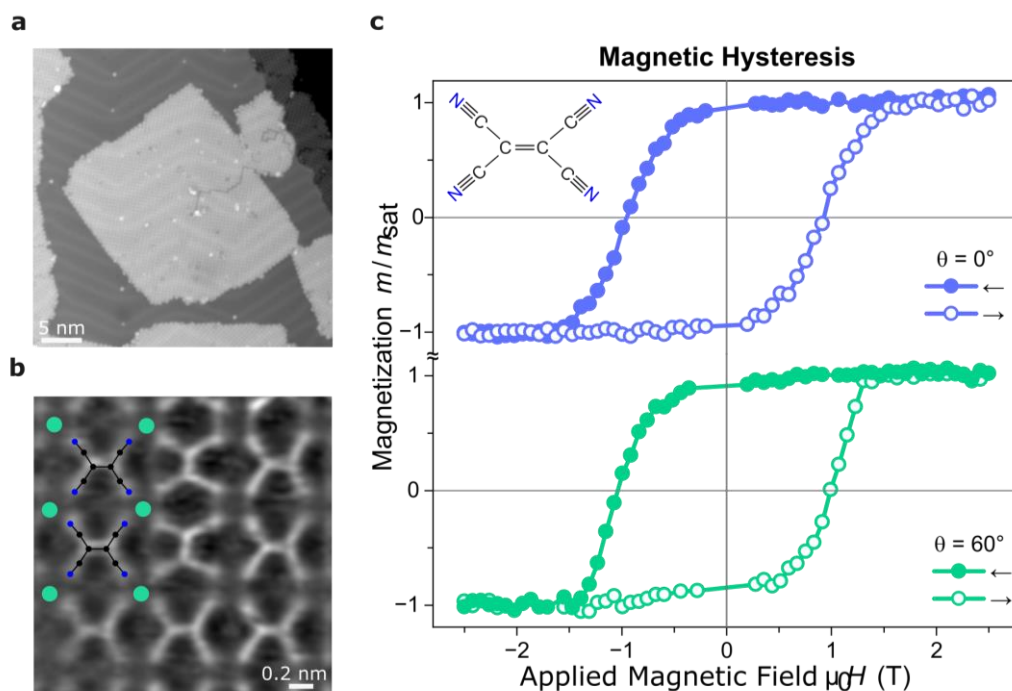 a
5 nm
b
0.2 nm
c
Magnetic Hysteresis
Magnetization m/m_sat
N N
C C
C C
C C
N N
1
0
−1
≈
1
0
−1
θ = 0°
←
→
θ = 60°
←
→
−2 −1 0 1 2
Applied Magnetic Field μ0H (T)